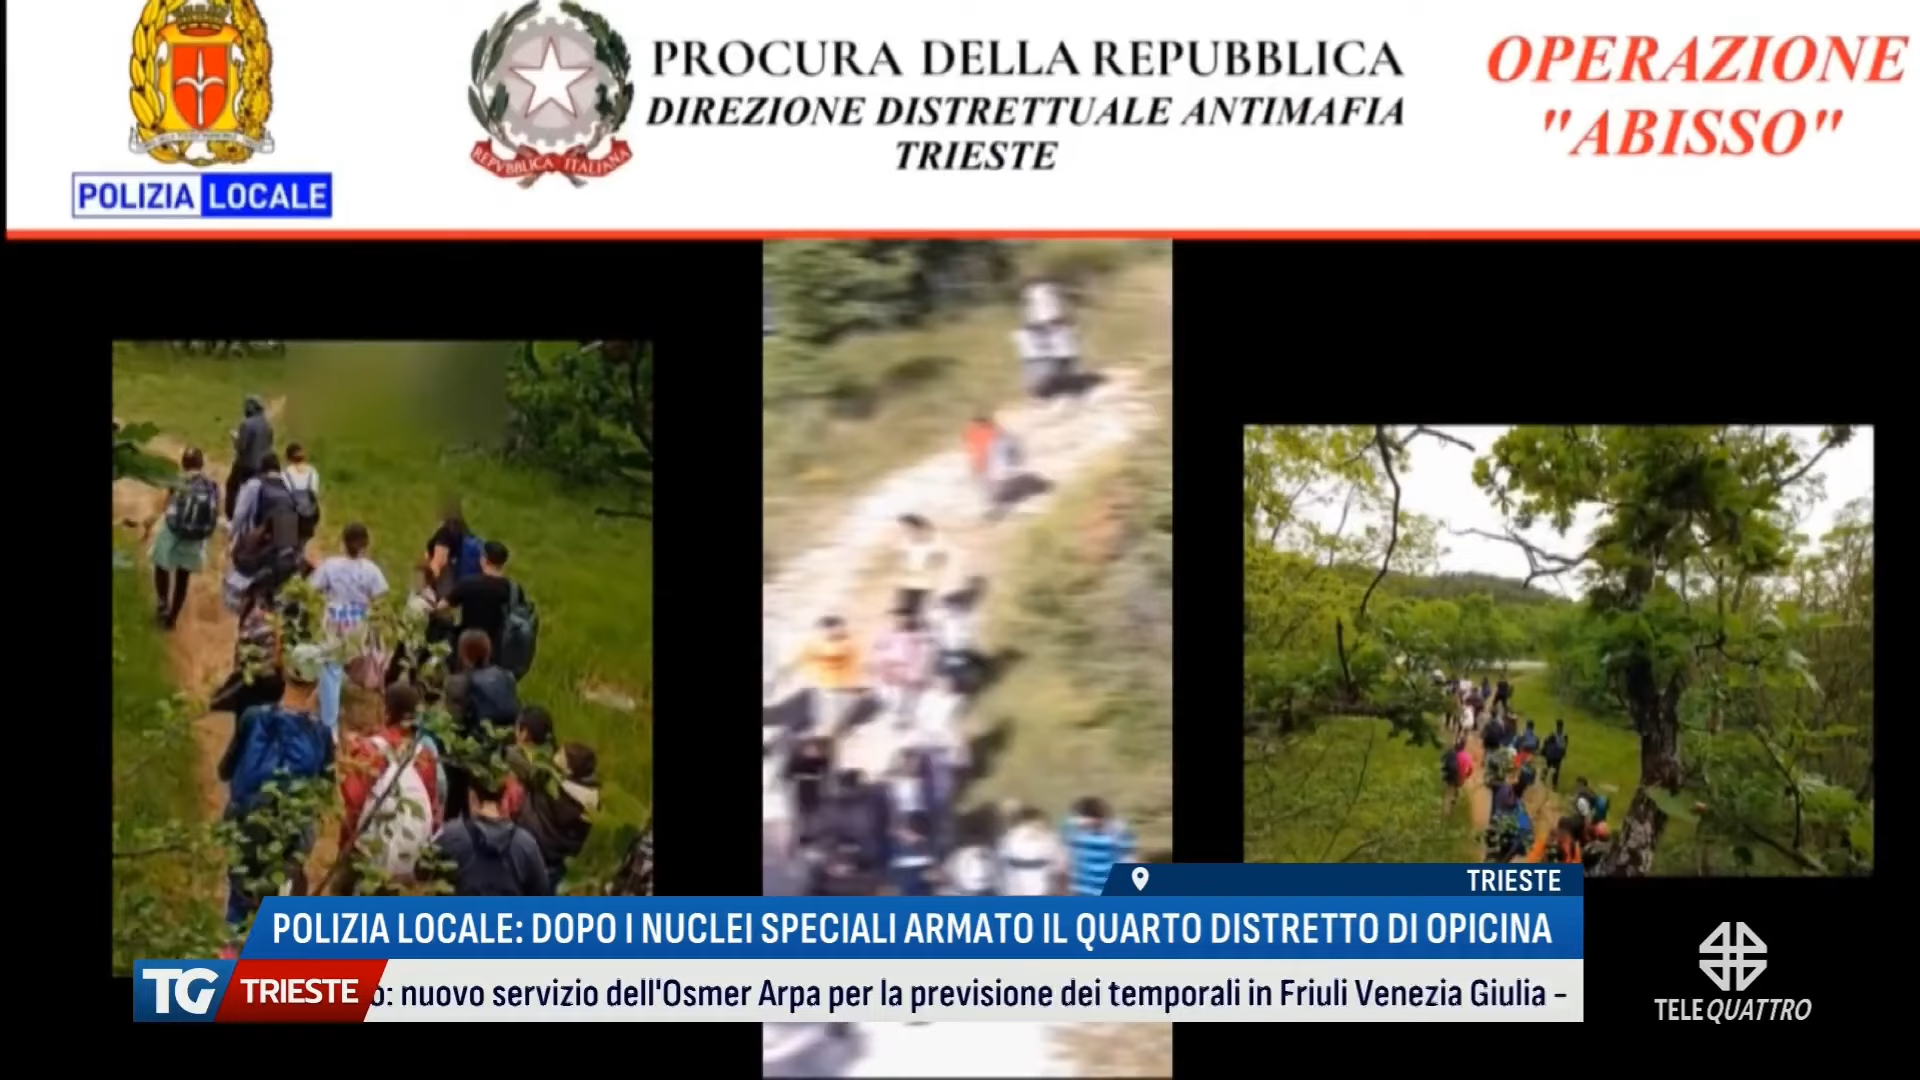 POLIZIA LOCALE
REPVBBLICA ITALIANA
PROCURA DELLA REPUBBLICA
DIREZIONE DISTRETTUALE ANTIMAFIA
TRIESTE
OPERAZIONE
"ABISSO"
TRIESTE
POLIZIA LOCALE: DOPO I NUCLEI SPECIALI ARMATO IL QUARTO DISTRETTO DI OPICINA
TG TRIESTE
o: nuovo servizio dell'Osmer Arpa per la previsione dei temporali in Friuli Venezia Giulia –
TELEQUATTRO